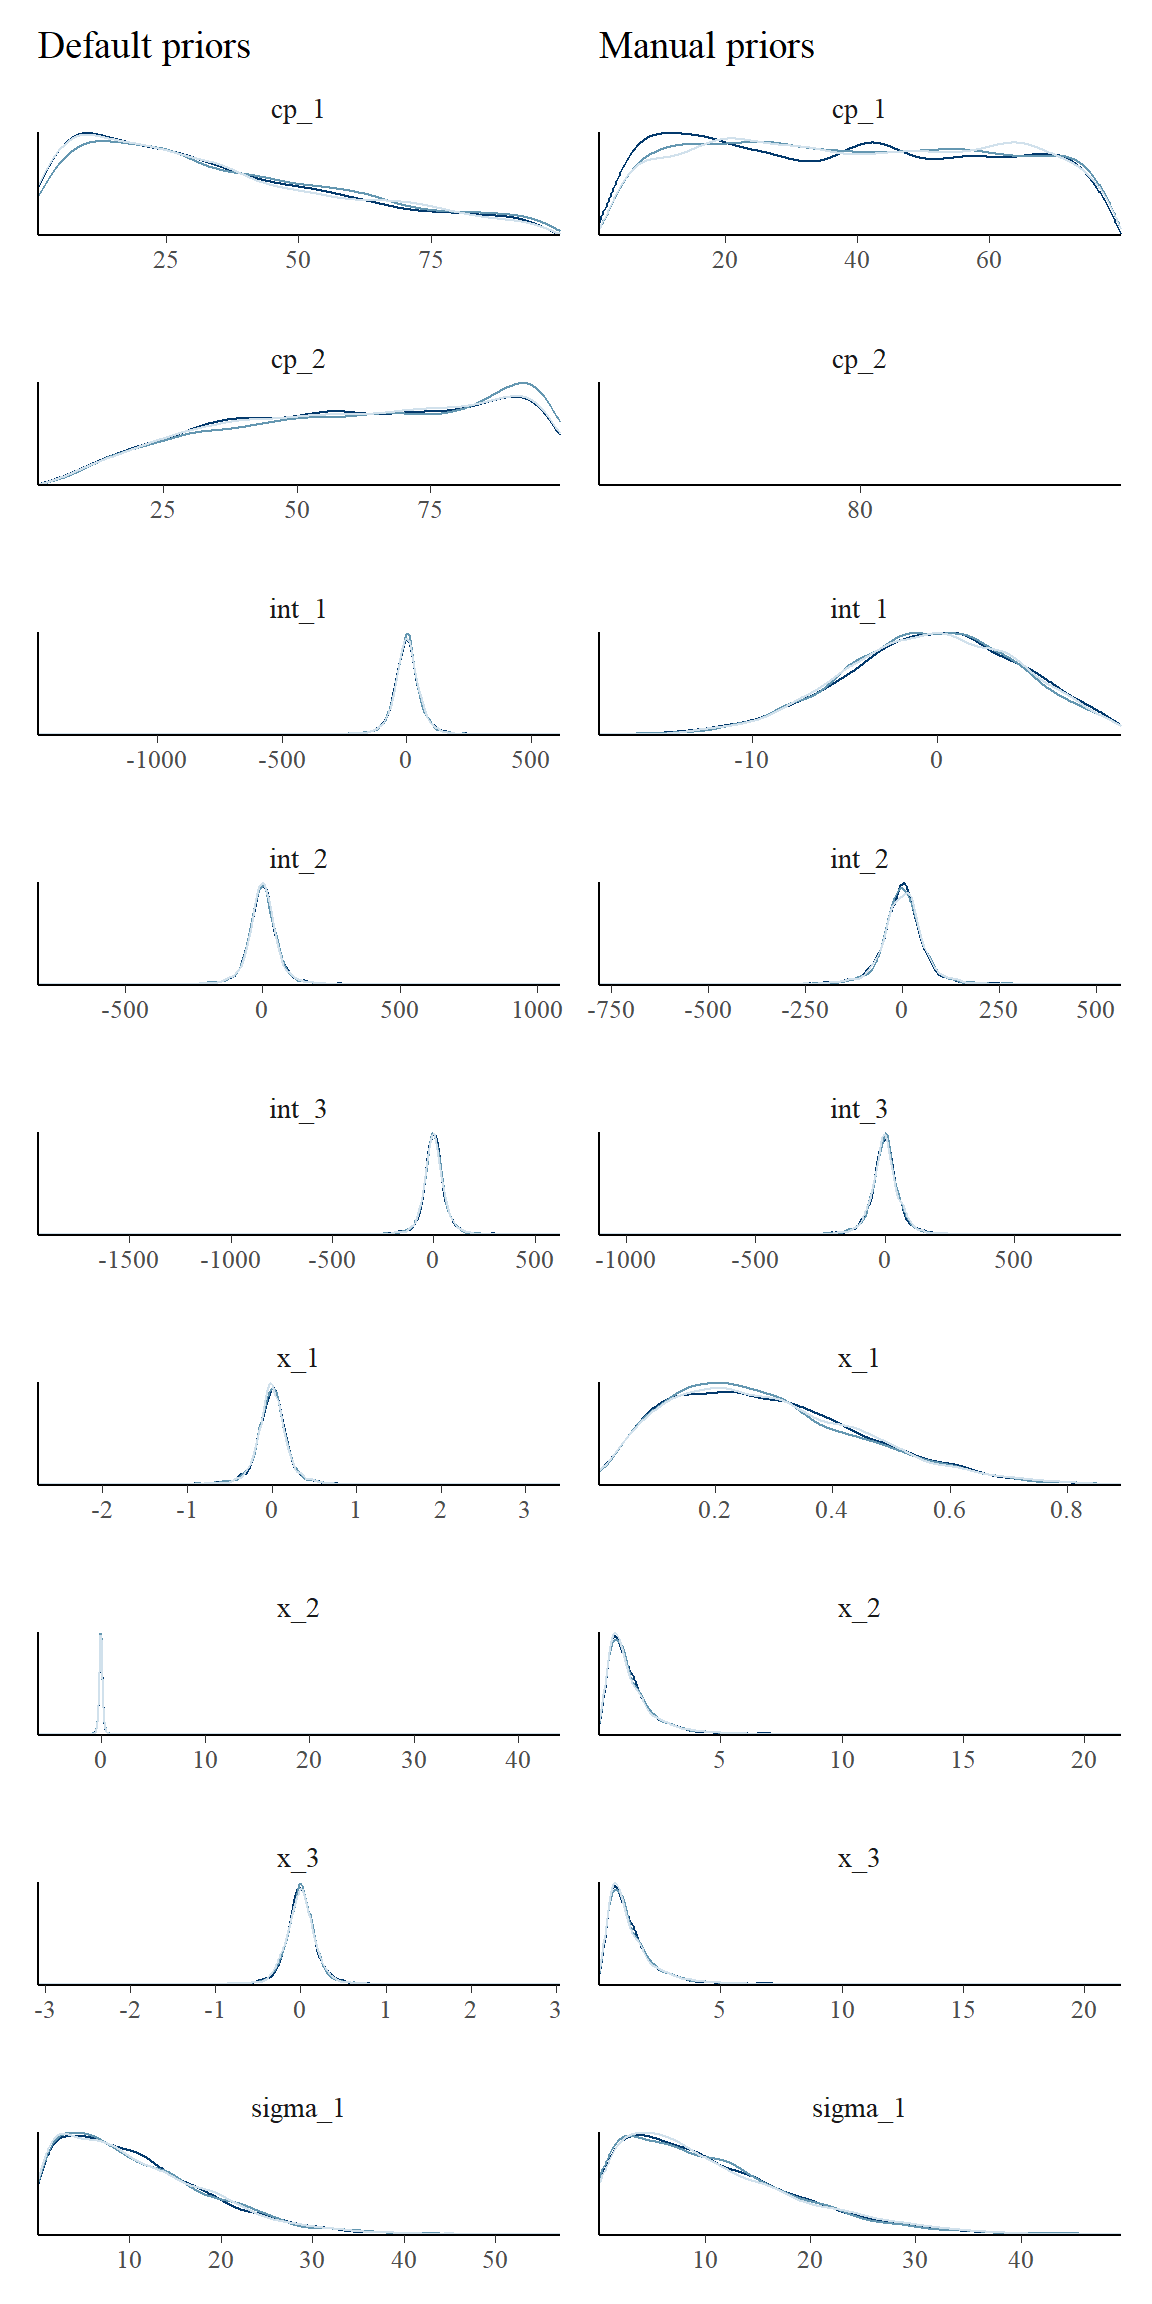 Default priors Manual priors
cp_1 cp_1
25 50 75 20 40 60
cp_2 cp_2
25 50 75 80
int_1 int_1
-1000 -500 0 500 -10 0
int_2 int_2
-500 0 500 1000 -750 -500 -250 0 250 500
int_3 int_3
-1500 -1000 -500 0 500 -1000 -500 0 500
x_1 x_1
-2 -1 0 1 2 3 0.2 0.4 0.6 0.8
x_2 x_2
0 10 20 30 40 5 10 15 20
x_3 x_3
-3 -2 -1 0 1 2 3 5 10 15 20
sigma_1 sigma_1
10 20 30 40 50 10 20 30 40